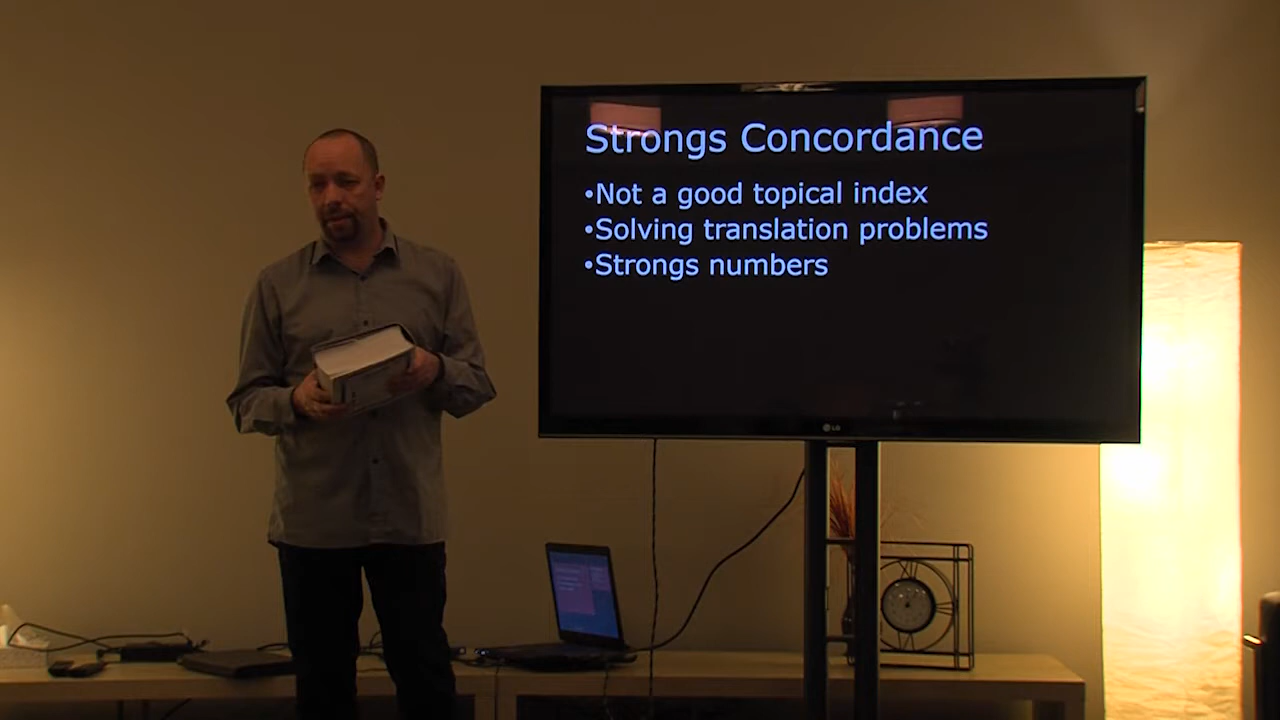 Strongs Concordance
•Not a good topical index
•Solving translation problems
•Strongs numbers
LG